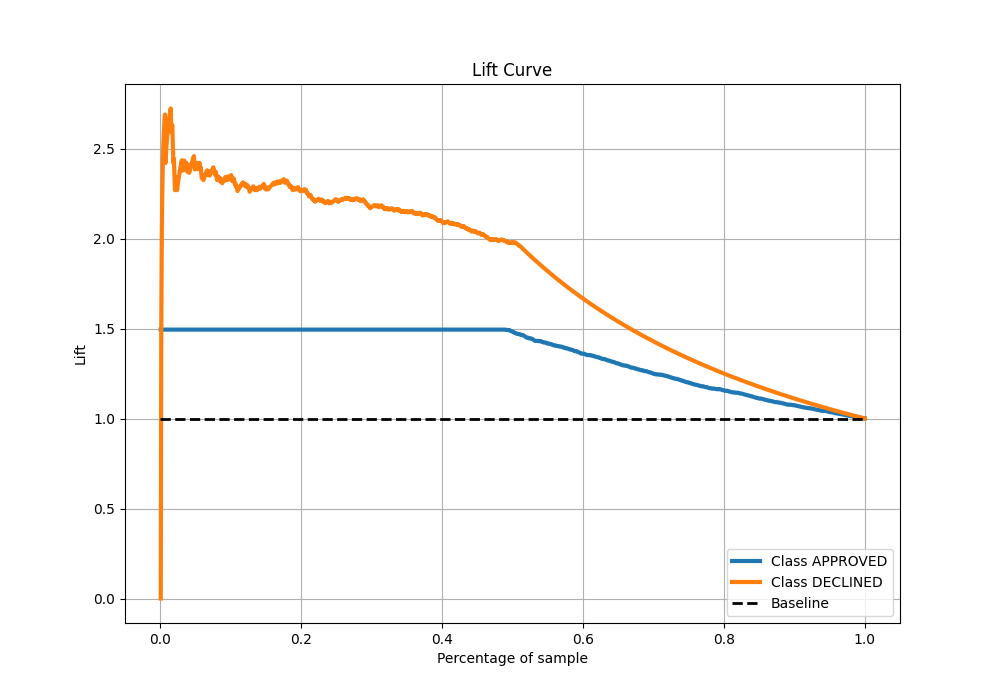 Lift Curve
Lift
2.5
2.0
1.5
1.0
0.5
0.0
0.0 0.2 0.4 0.6 0.8 1.0
Percentage of sample
Class APPROVED
Class DECLINED
Baseline